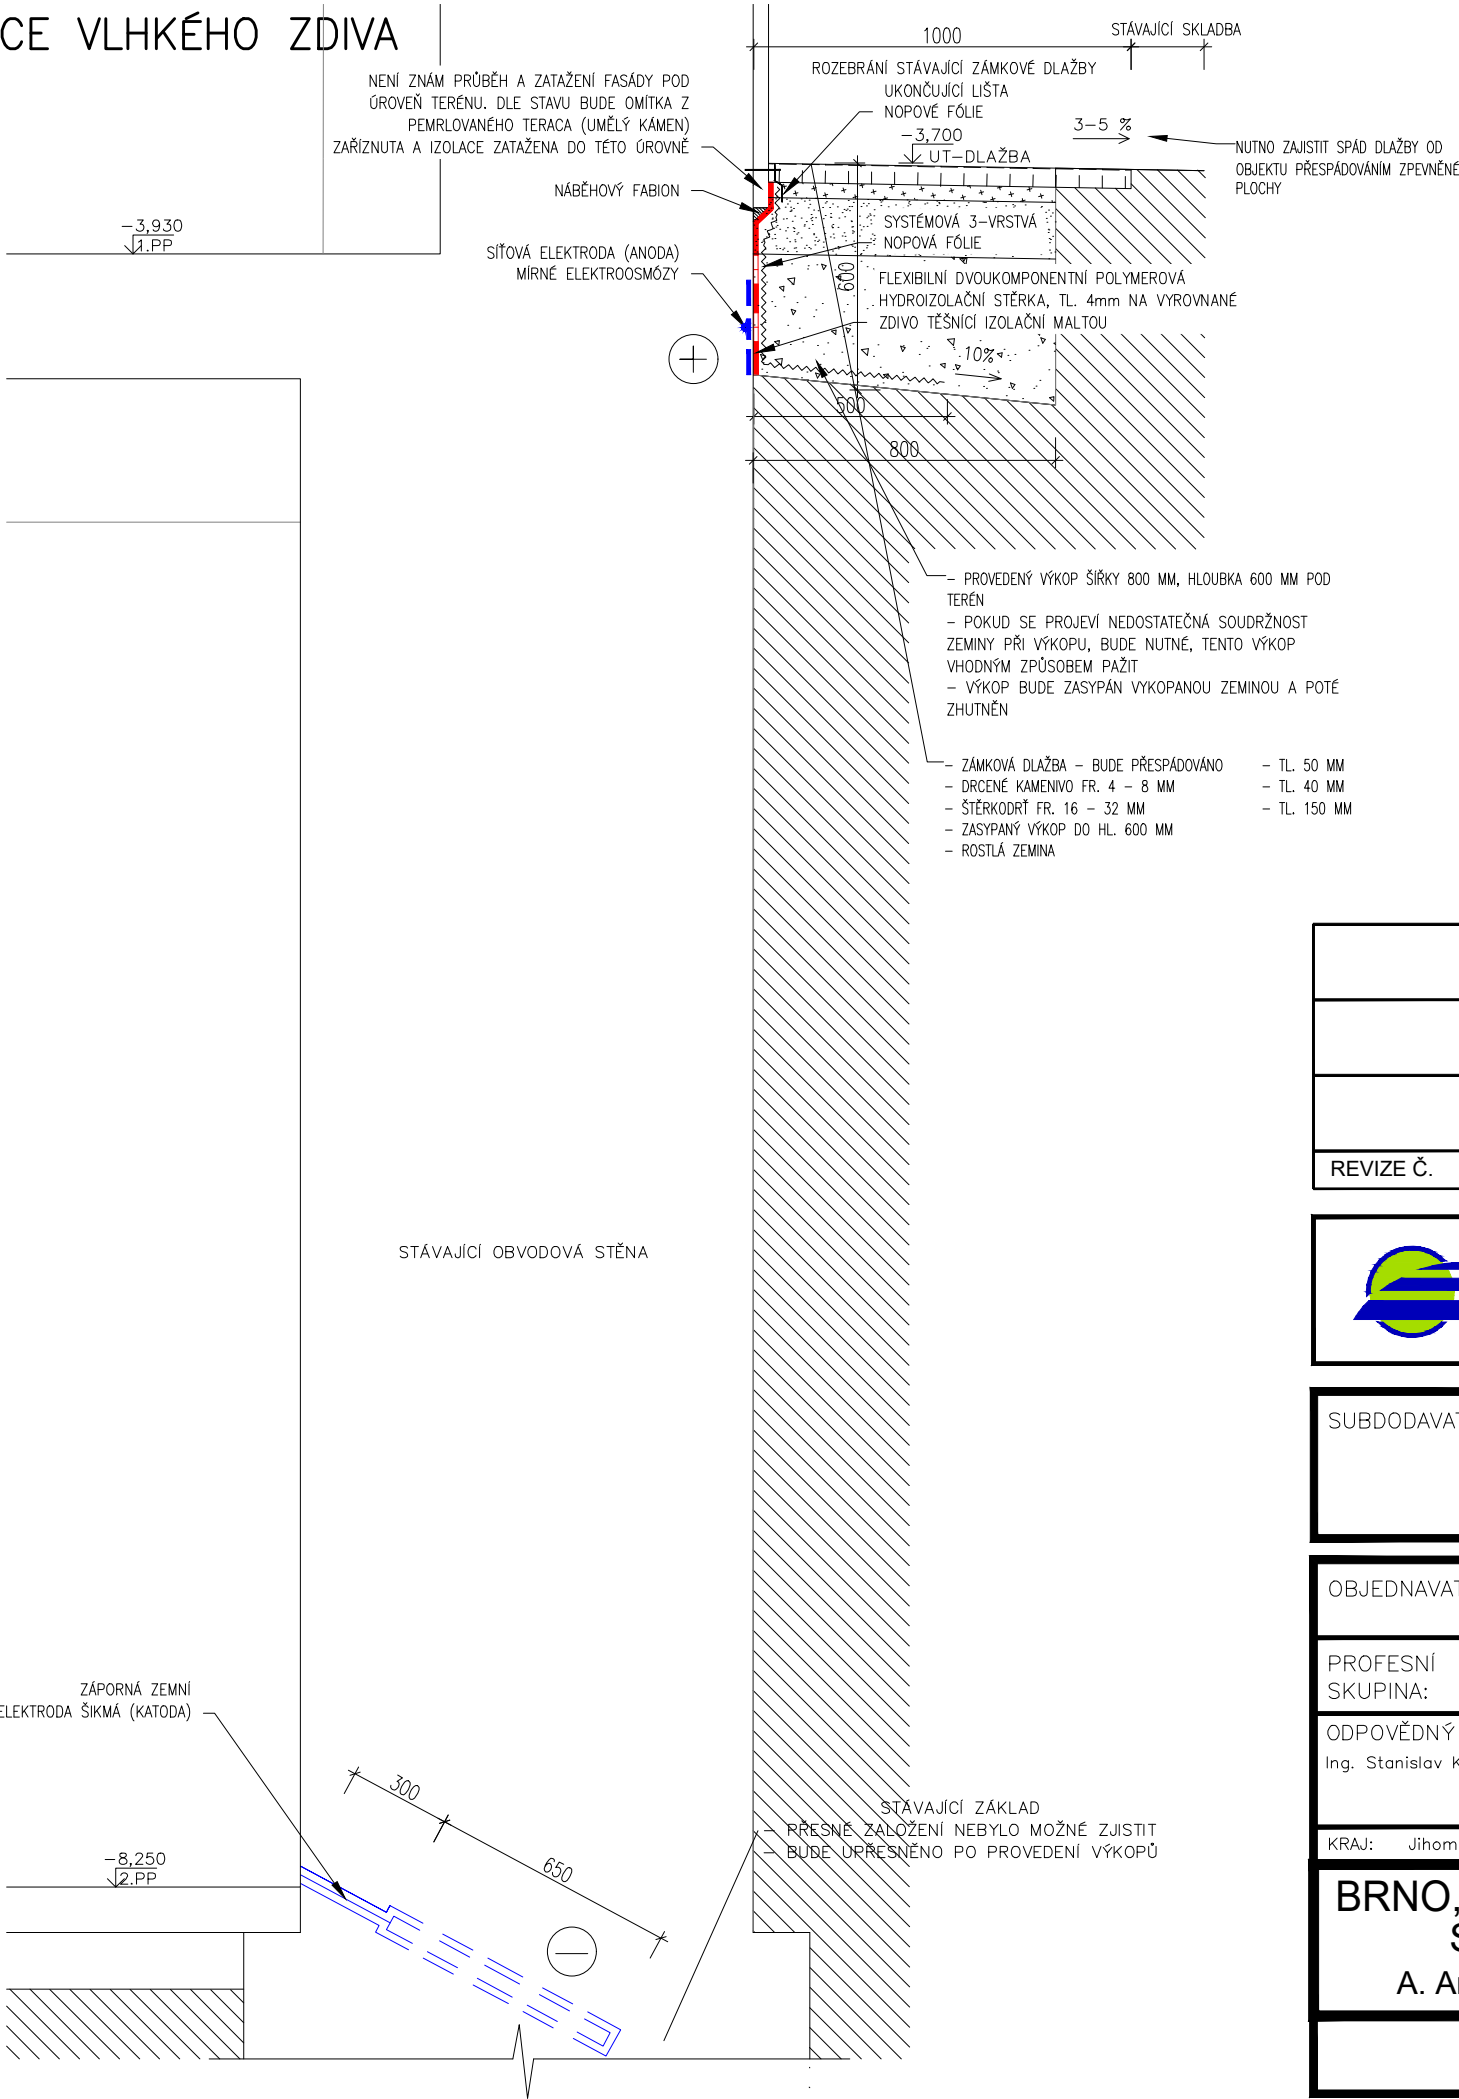 CE VLHKÉHO ZDIVA
1000
STÁVAJÍCÍ SKLADBA
NENÍ ZNÁM PRŮBĚH A ZATAŽENÍ FASÁDY POD
ÚROVEŇ TERÉNU. DLE STAVU BUDE OMÍTKA Z
PEMRLOVANÉHO TERACA (UMĚLÝ KÁMEN)
ZAŘÍZNUTA A IZOLACE ZATAŽENA DO TÉTO ÚROVNĚ
ROZEBRÁNÍ STÁVAJÍCÍ ZÁMKOVÉ DLAŽBY
UKONČUJÍCÍ LIŠTA
NOPOVÉ FÓLIE
-3,700
UT-DLAŽBA
3-5 %
NUTNO ZAJISTIT SPÁD DLAŽBY OD
OBJEKTU PŘESPÁDOVÁNÍM ZPEVNĚNÉ
PLOCHY
NÁBĚHOVÝ FABION
-3,930
1.PP
SÍŤOVÁ ELEKTRODA (ANODA)
MÍRNÉ ELEKTROOSMÓZY
SYSTÉMOVÁ 3-VRSTVÁ
NOPOVÁ FÓLIE
600
FLEXIBILNÍ DVOUKOMPONENTNÍ POLYMEROVÁ
HYDROIZOLAČNÍ STĚRKA, TL. 4mm NA VYROVNANÉ
ZDIVO TĚSNÍCÍ IZOLAČNÍ MALTOU
10%
500
800
- PROVEDENÝ VÝKOP ŠÍŘKY 800 MM, HLOUBKA 600 MM POD
TERÉN
- POKUD SE PROJEVÍ NEDOSTATEČNÁ SOUDRŽNOST
ZEMINY PŘI VÝKOPU, BUDE NUTNÉ, TENTO VÝKOP
VHODNÝM ZPŮSOBEM PAŽIT
- VÝKOP BUDE ZASYPÁN VYKOPANOU ZEMINOU A POTÉ
ZHUTNĚN
- ZÁMKOVÁ DLAŽBA - BUDE PŘESPÁDOVÁNO - TL. 50 MM
- DRCENÉ KAMENIVO FR. 4 - 8 MM - TL. 40 MM
- ŠTĚRKODRŤ FR. 16 - 32 MM - TL. 150 MM
- ZASYPANÝ VÝKOP DO HL. 600 MM
- ROSTLÁ ZEMINA
REVIZE Č.
STÁVAJÍCÍ OBVODOVÁ STĚNA
SUBDODAVAT
OBJEDNAVAT
PROFESNÍ
SKUPINA:
ODPOVĚDNÝ
Ing. Stanislav K
KRAJ: Jihom
BRNO,
S
A. Ar
ZÁPORNÁ ZEMNÍ
ELEKTRODA ŠIKMÁ (KATODA)
300
650
-8,250
2.PP
STÁVAJÍCÍ ZÁKLAD
- PŘESNÉ ZALOŽENÍ NEBYLO MOŽNÉ ZJISTIT
- BUDE UPŘESNĚNO PO PROVEDENÍ VÝKOPŮ